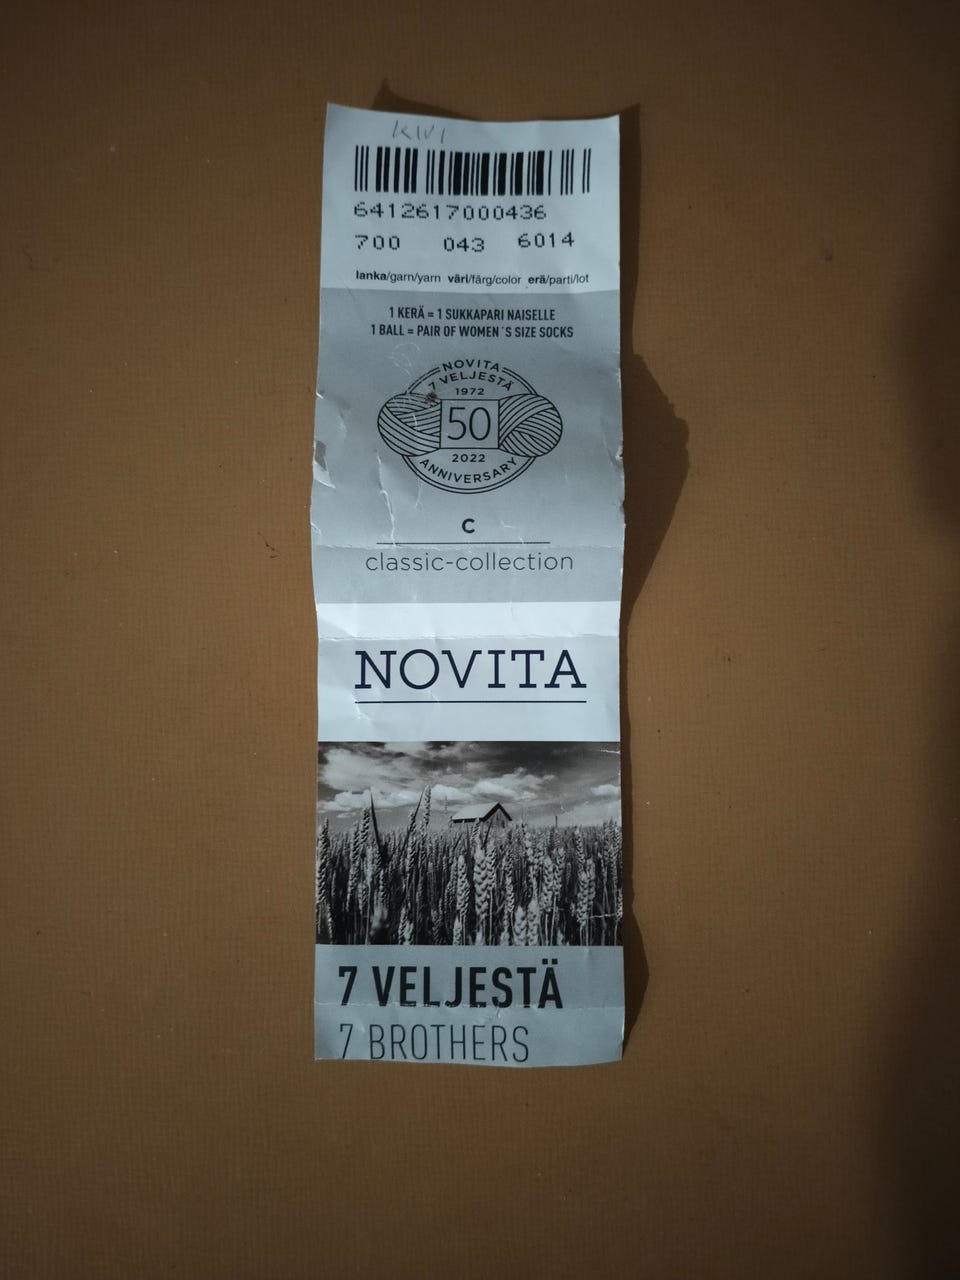 KIVI
6412617000436
700 043 6014
lanka/garn/yarn väri/färg/color erä/parti/lot
1 KERÄ = 1 SUKKAPARI NAISELLE
1 BALL = PAIR OF WOMEN´S SIZE SOCKS
NOVITA
7 VELJESTÄ
1972
50
2022
ANNIVERSARY
C
classic-collection
NOVITA
7 VELJESTÄ
7 BROTHERS